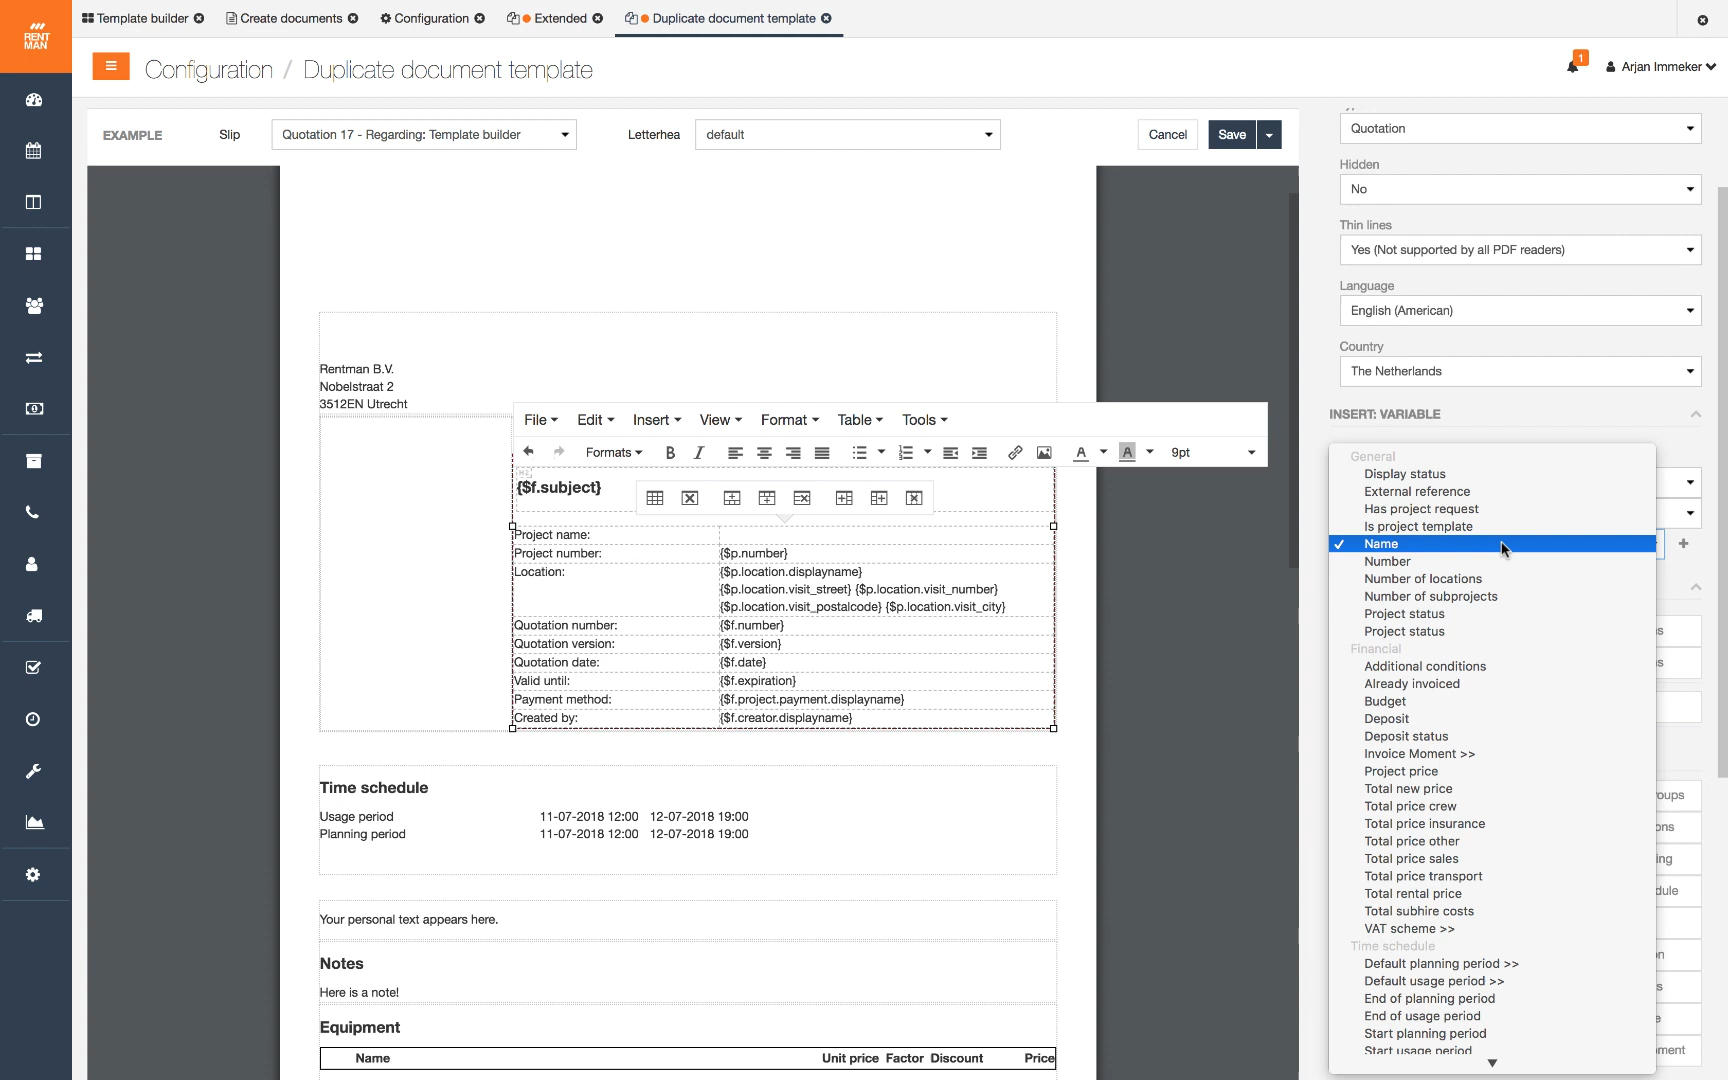 RENT
MAN
Template builder
Create documents
Configuration
Extended
Duplicate document template
Configuration / Duplicate document template
1
Arjan Immeker
EXAMPLE
Slip
Quotation 17 - Regarding: Template builder
Letterhea
default
Cancel
Save
Quotation
Hidden
No
Thin lines
Yes (Not supported by all PDF readers)
Language
English (American)
Country
The Netherlands
INSERT: VARIABLE
Rentman B.V.
Nobelstraat 2
3512EN Utrecht
File Edit Insert View Format Table Tools
Formats B I A A 9pt
{$f.subject}
Project name:
Project number: {$p.number}
Location: {$p.location.displayname}
{$p.location.visit_street} {$p.location.visit_number}
{$p.location.visit_postalcode} {$p.location.visit_city}
Quotation number: {$f.number}
Quotation version: {$f.version}
Quotation date: {$f.date}
Valid until: {$f.expiration}
Payment method: {$f.project.payment.displayname}
Created by: {$f.creator.displayname}
Time schedule
Usage period 11-07-2018 12:00 12-07-2018 19:00
Planning period 11-07-2018 12:00 12-07-2018 19:00
Your personal text appears here.
Notes
Here is a note!
Equipment
Name Unit price Factor Discount Price
General
Display status
External reference
Has project request
Is project template
✓ Name
Number
Number of locations
Number of subprojects
Project status
Project status
Financial
Additional conditions
Already invoiced
Budget
Deposit
Deposit status
Invoice Moment >>
Project price
Total new price
Total price crew
Total price insurance
Total price other
Total price sales
Total price transport
Total rental price
Total subhire costs
VAT scheme >>
Time schedule
Default planning period >>
Default usage period >>
End of planning period
End of usage period
Start planning period
Start usage period